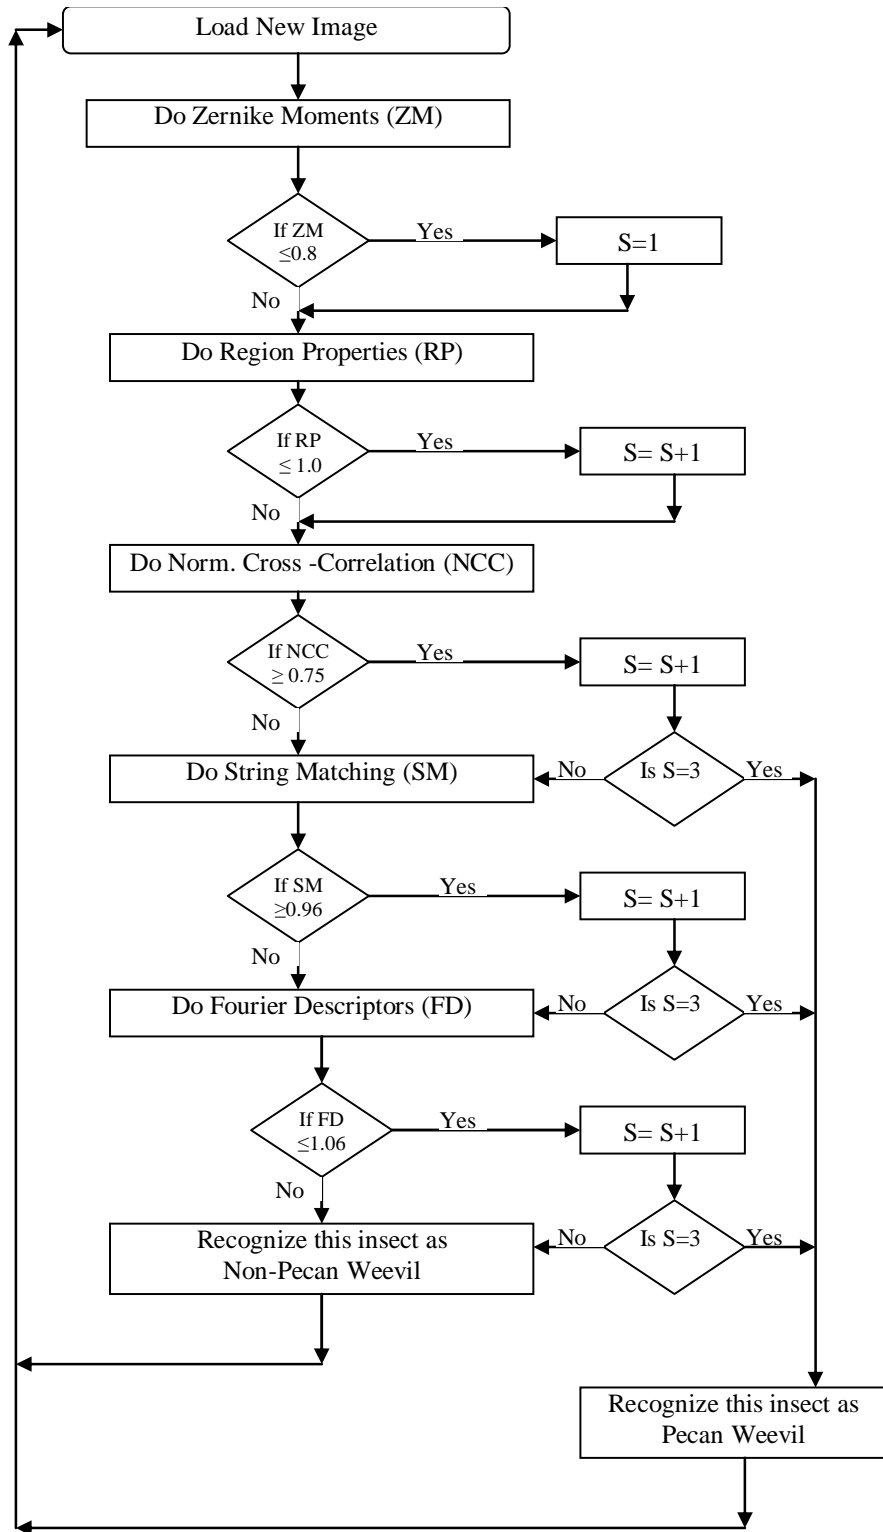 Load New Image
Do Zernike Moments (ZM)
If ZM
≤0.8
Yes
S=1
No
Do Region Properties (RP)
If RP
≤ 1.0
Yes
S= S+1
No
Do Norm. Cross -Correlation (NCC)
If NCC
≥ 0.75
Yes
S= S+1
No
Do String Matching (SM)
No
Is S=3
Yes
If SM
≥0.96
Yes
S= S+1
No
Do Fourier Descriptors (FD)
No
Is S=3
Yes
If FD
≤1.06
Yes
S= S+1
No
Recognize this insect as
Non-Pecan Weevil
No
Is S=3
Yes
Recognize this insect as
Pecan Weevil